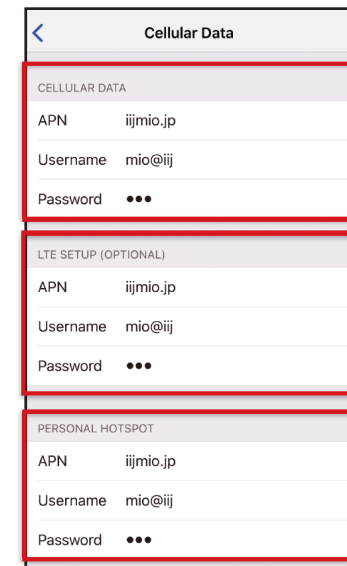 Cellular Data
CELLULAR DATA
APN iijmio.jp
Username mio@iij
Password ●●●
LTE SETUP (OPTIONAL)
APN iijmio.jp
Username mio@iij
Password ●●●
PERSONAL HOTSPOT
APN iijmio.jp
Username mio@iij
Password ●●●